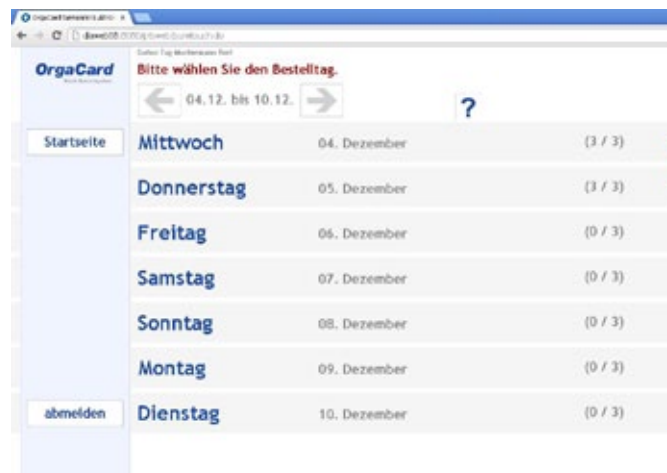 OrgaCard
Bitte wählen Sie den Bestelltag.
04.12. bis 10.12.
?
Startseite
Mittwoch 04. Dezember (3 / 3)
Donnerstag 05. Dezember (3 / 3)
Freitag 06. Dezember (0 / 3)
Samstag 07. Dezember (0 / 3)
Sonntag 08. Dezember (0 / 3)
Montag 09. Dezember (0 / 3)
abmelden
Dienstag 10. Dezember (0 / 3)